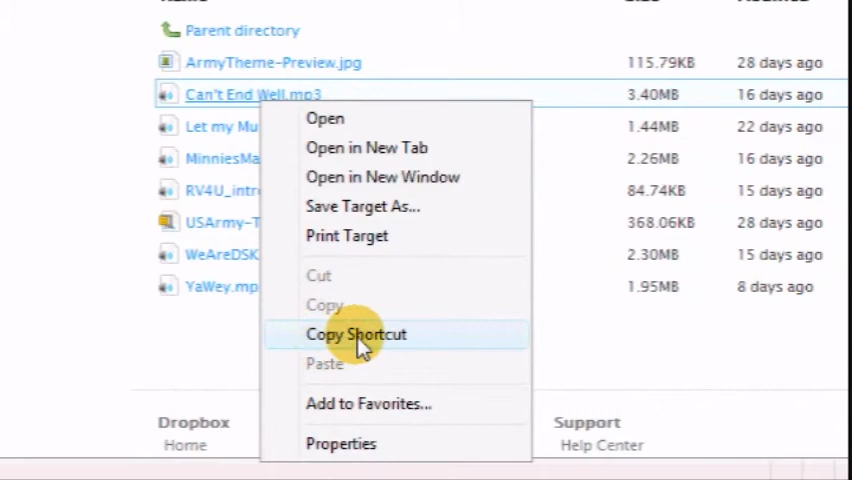 Parent directory
ArmyTheme-Preview.jpg 115.79KB 28 days ago
Can't End Well.mp3 3.40MB 16 days ago
Open
Let my Mu 1.44MB 22 days ago
Open in New Tab
MinniesMa 2.26MB 16 days ago
Open in New Window
RV4U_intr 84.74KB 15 days ago
Save Target As...
USArmy-T 368.06KB 28 days ago
Print Target
WeAreDSK 2.30MB 15 days ago
Cut
YaWey.mp 1.95MB 8 days ago
Copy
Copy Shortcut
Paste
Add to Favorites...
Dropbox Support
Home Properties Help Center